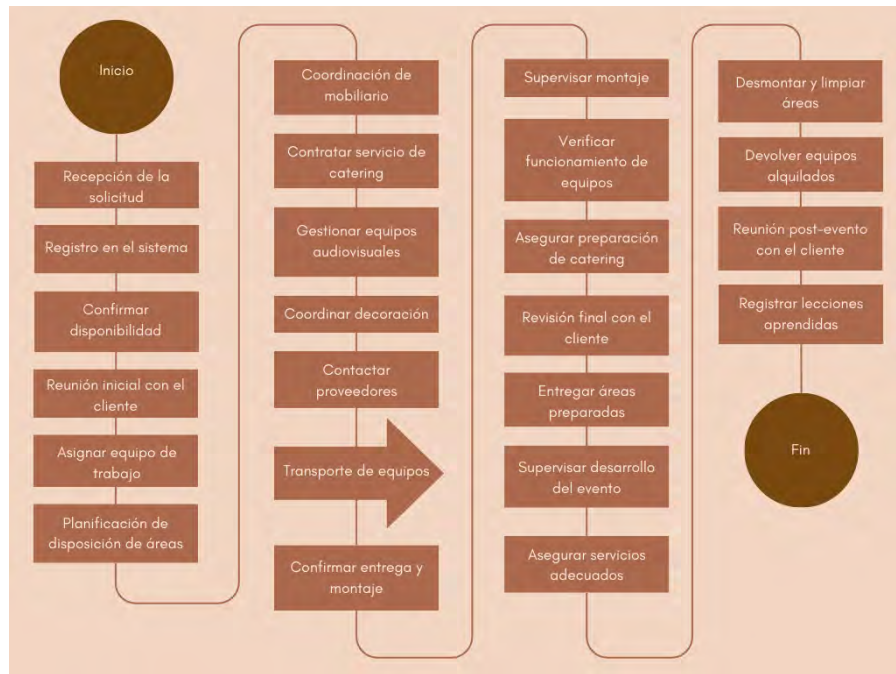 Inicio
Recepción de la
solicitud
Registro en el sistema
Confirmar
disponibilidad
Reunión inicial con el
cliente
Asignar equipo de
trabajo
Planificación de
disposición de áreas
Coordinación de
mobiliario
Contratar servicio de
catering
Gestionar equipos
audiovisuales
Coordinar decoración
Contactar
proveedores
Transporte de equipos
Confirmar entrega y
montaje
Supervisar montaje
Verificar
funcionamiento de
equipos
Asegurar preparación
de catering
Revisión final con el
cliente
Entregar áreas
preparadas
Supervisar desarrollo
del evento
Asegurar servicios
adecuados
Desmontar y limpiar
áreas
Devolver equipos
alquilados
Reunión post-evento
con el cliente
Registrar lecciones
aprendidas
Fin